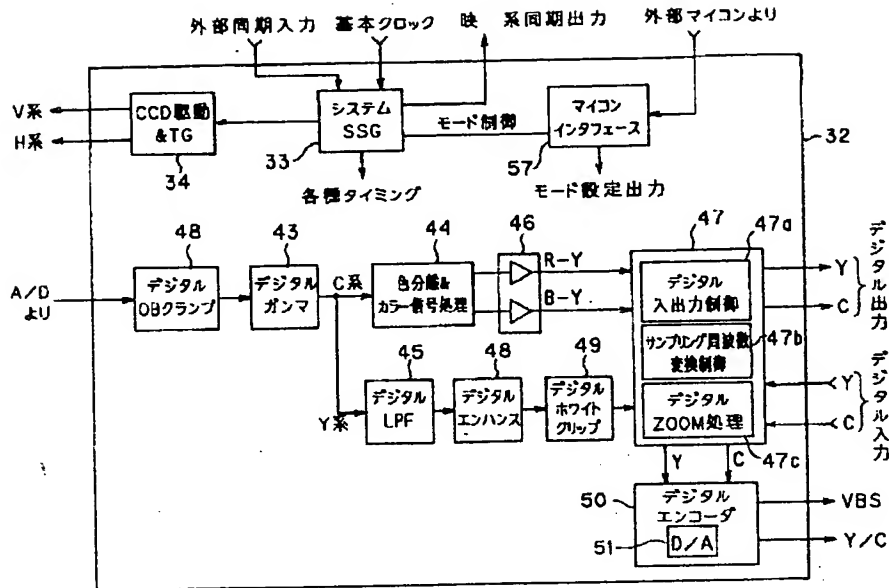 外部同期入力
基本クロック
映 系同期出力
外部マイコンより
V系
H系
CCD駆動
&TG
34
システム
SSG
33
モード制御
マイコン
インタフェース
57
32
各種タイミング
モード設定出力
A/D
より
48
デジタル
OBクランプ
43
デジタル
ガンマ
C系
44
色分離&
カラー信号処理
46
R-Y
B-Y
47
47a
デジタル
入出力制御
サンプリング周波数
変換制御
47b
デジタル
ZOOM処理
47c
Y
C
デジタル出力
Y
C
デジタル入力
Y系
45
デジタル
LPF
48
デジタル
エンハンス
49
デジタル
ホワイト
クリップ
Y
C
50
デジタル
エンコーダ
51
D/A
VBS
Y/C